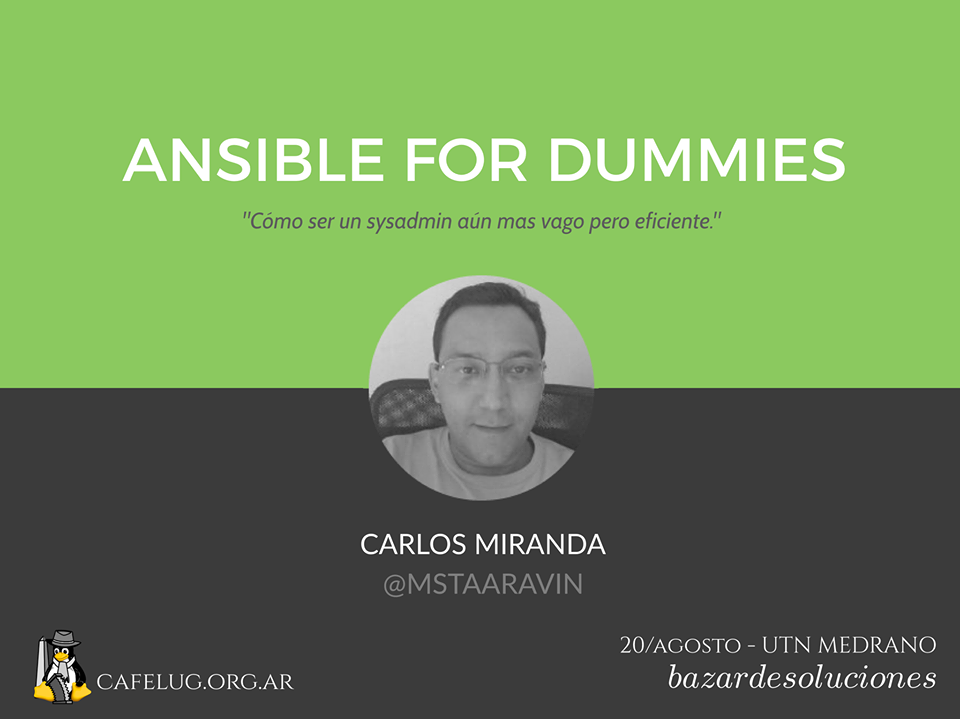 ANSIBLE FOR DUMMIES
"Cómo ser un sysadmin aún mas vago pero eficiente."
CARLOS MIRANDA
@MSTAARAVIN
20/AGOSTO - UTN MEDRANO
bazardesoluciones
CAFELUG.ORG.AR